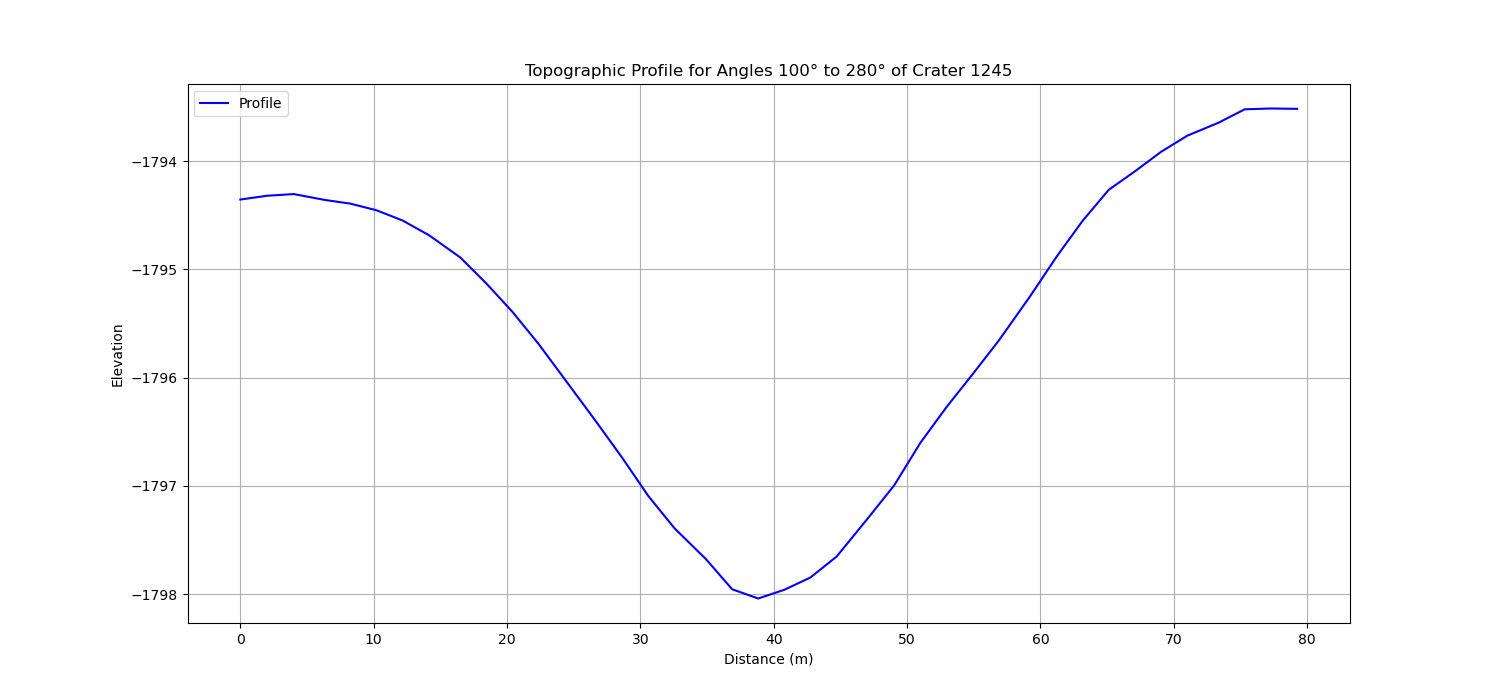 Topographic Profile for Angles 100° to 280° of Crater 1245
Profile
−1794
−1795
−1796
−1797
−1798
Elevation
0 10 20 30 40 50 60 70 80
Distance (m)